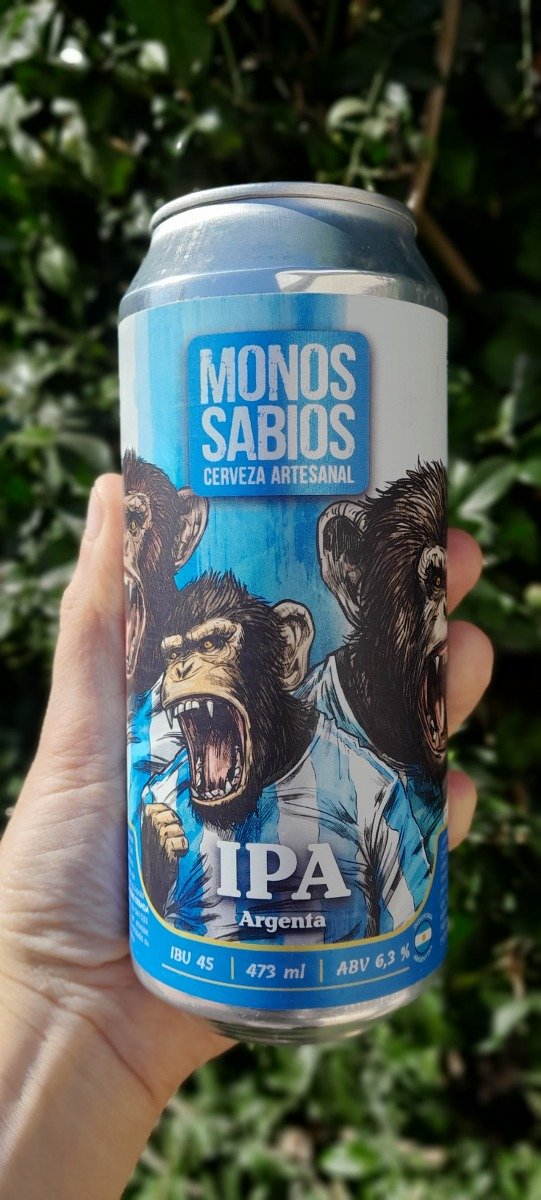 MONOS
SABIOS
CERVEZA ARTESANAL
IPA
Argenta
IBU 45 | 473 ml | ABV 6,3 %